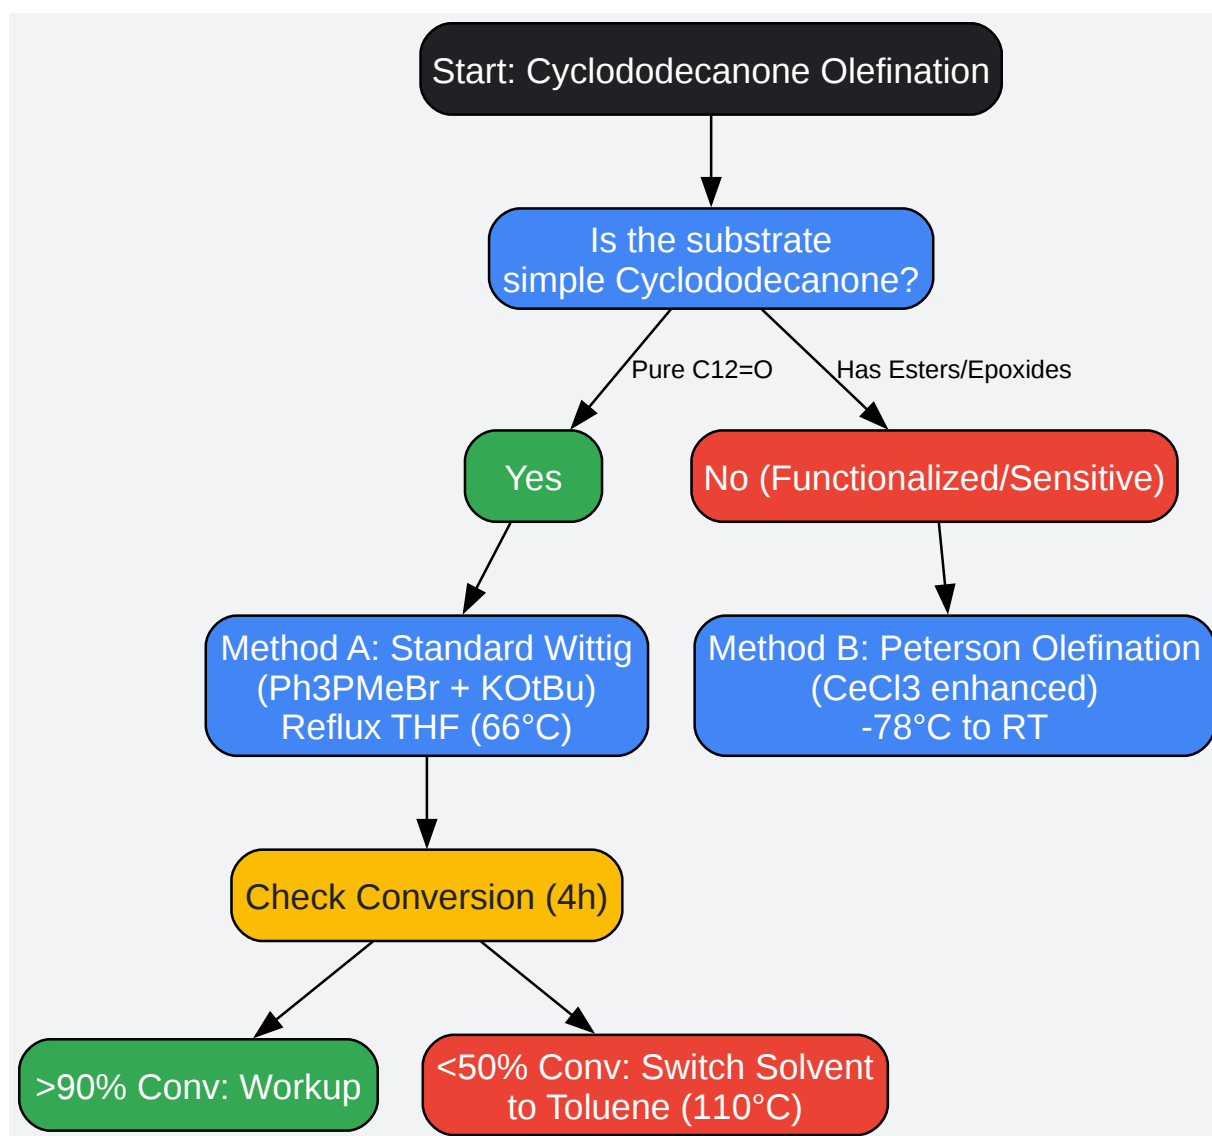 Start: Cyclododecanone Olefination
Is the substrate
simple Cyclododecanone?
Pure C12=O
Has Esters/Epoxides
Yes
No (Functionalized/Sensitive)
Method A: Standard Wittig
(Ph3PMeBr + KOtBu)
Reflux THF (66°C)
Method B: Peterson Olefination
(CeCl3 enhanced)
-78°C to RT
Check Conversion (4h)
>90% Conv: Workup
<50% Conv: Switch Solvent
to Toluene (110°C)